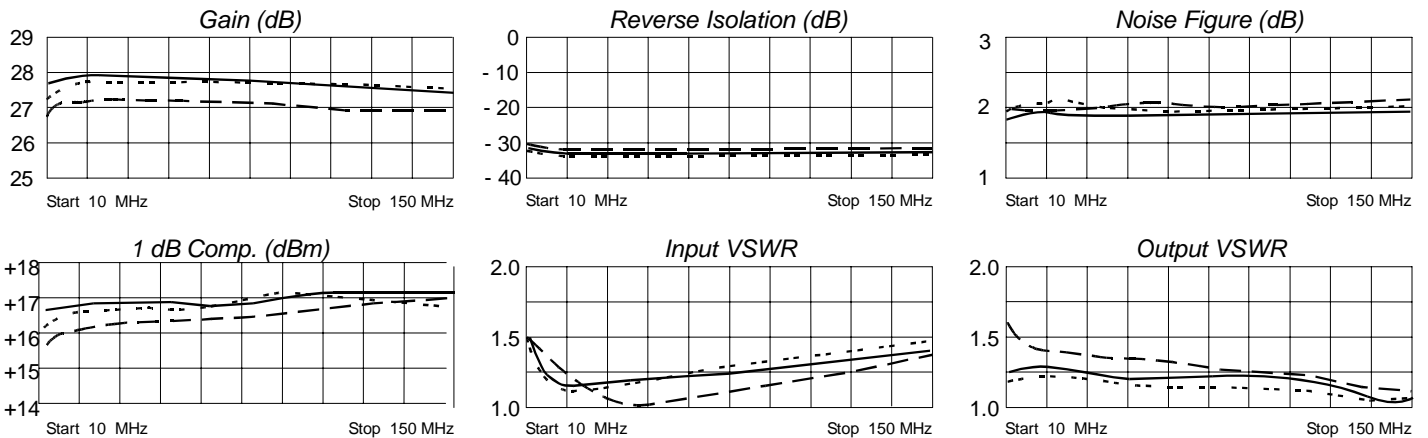 Gain (dB)
29
28
27
26
25
Start 10 MHz
Stop 150 MHz
Reverse Isolation (dB)
0
- 10
- 20
- 30
- 40
Start 10 MHz
Stop 150 MHz
Noise Figure (dB)
3
2
1
Start 10 MHz
Stop 150 MHz
1 dB Comp. (dBm)
+18
+17
+16
+15
+14
Start 10 MHz
Stop 150 MHz
Input VSWR
2.0
1.5
1.0
Start 10 MHz
Stop 150 MHz
Output VSWR
2.0
1.5
1.0
Start 10 MHz
Stop 150 MHz